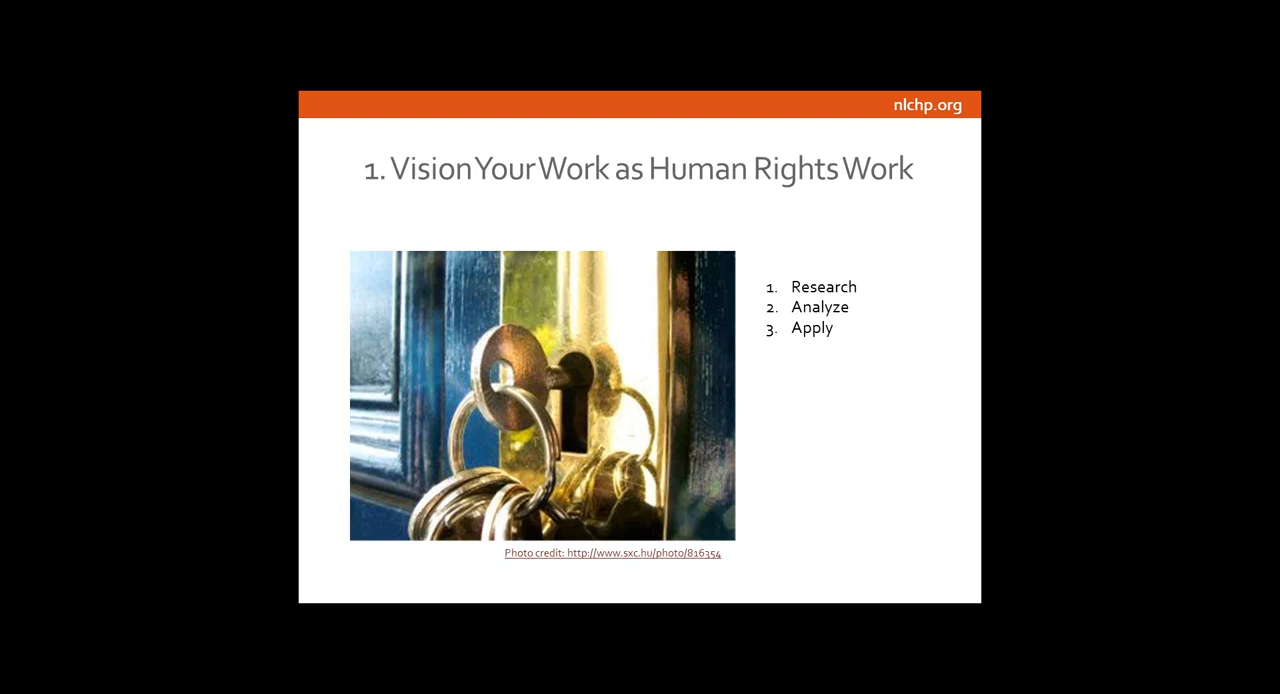 nlchp.org
1. Vision Your Work as Human Rights Work
1. Research
2. Analyze
3. Apply
Photo credit: http://www.sxc.hu/photo/816354